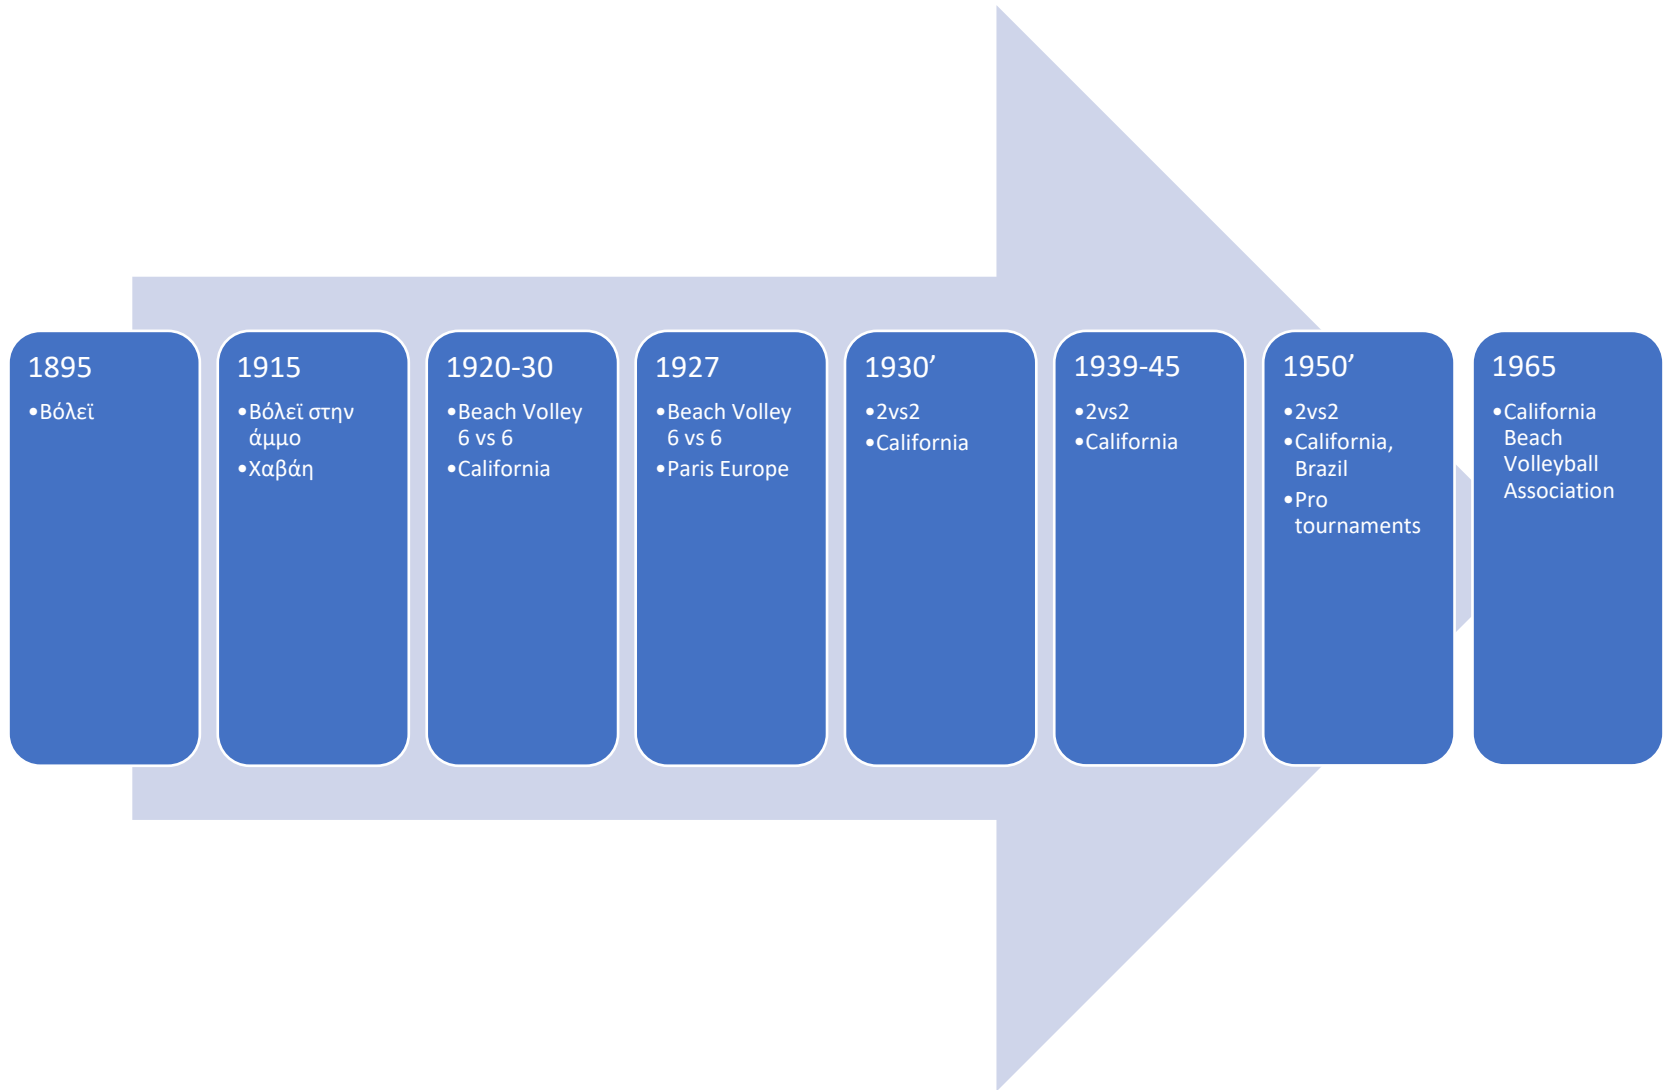 1895
•Βόλεϊ
1915
•Βόλεϊ στην
άμμο
•Χαβάη
1920-30
•Beach Volley
6 vs 6
•California
1927
•Beach Volley
6 vs 6
•Paris Europe
1930’
•2vs2
•California
1939-45
•2vs2
•California
1950’
•2vs2
•California,
Brazil
•Pro
tournaments
1965
•California
Beach
Volleyball
Association